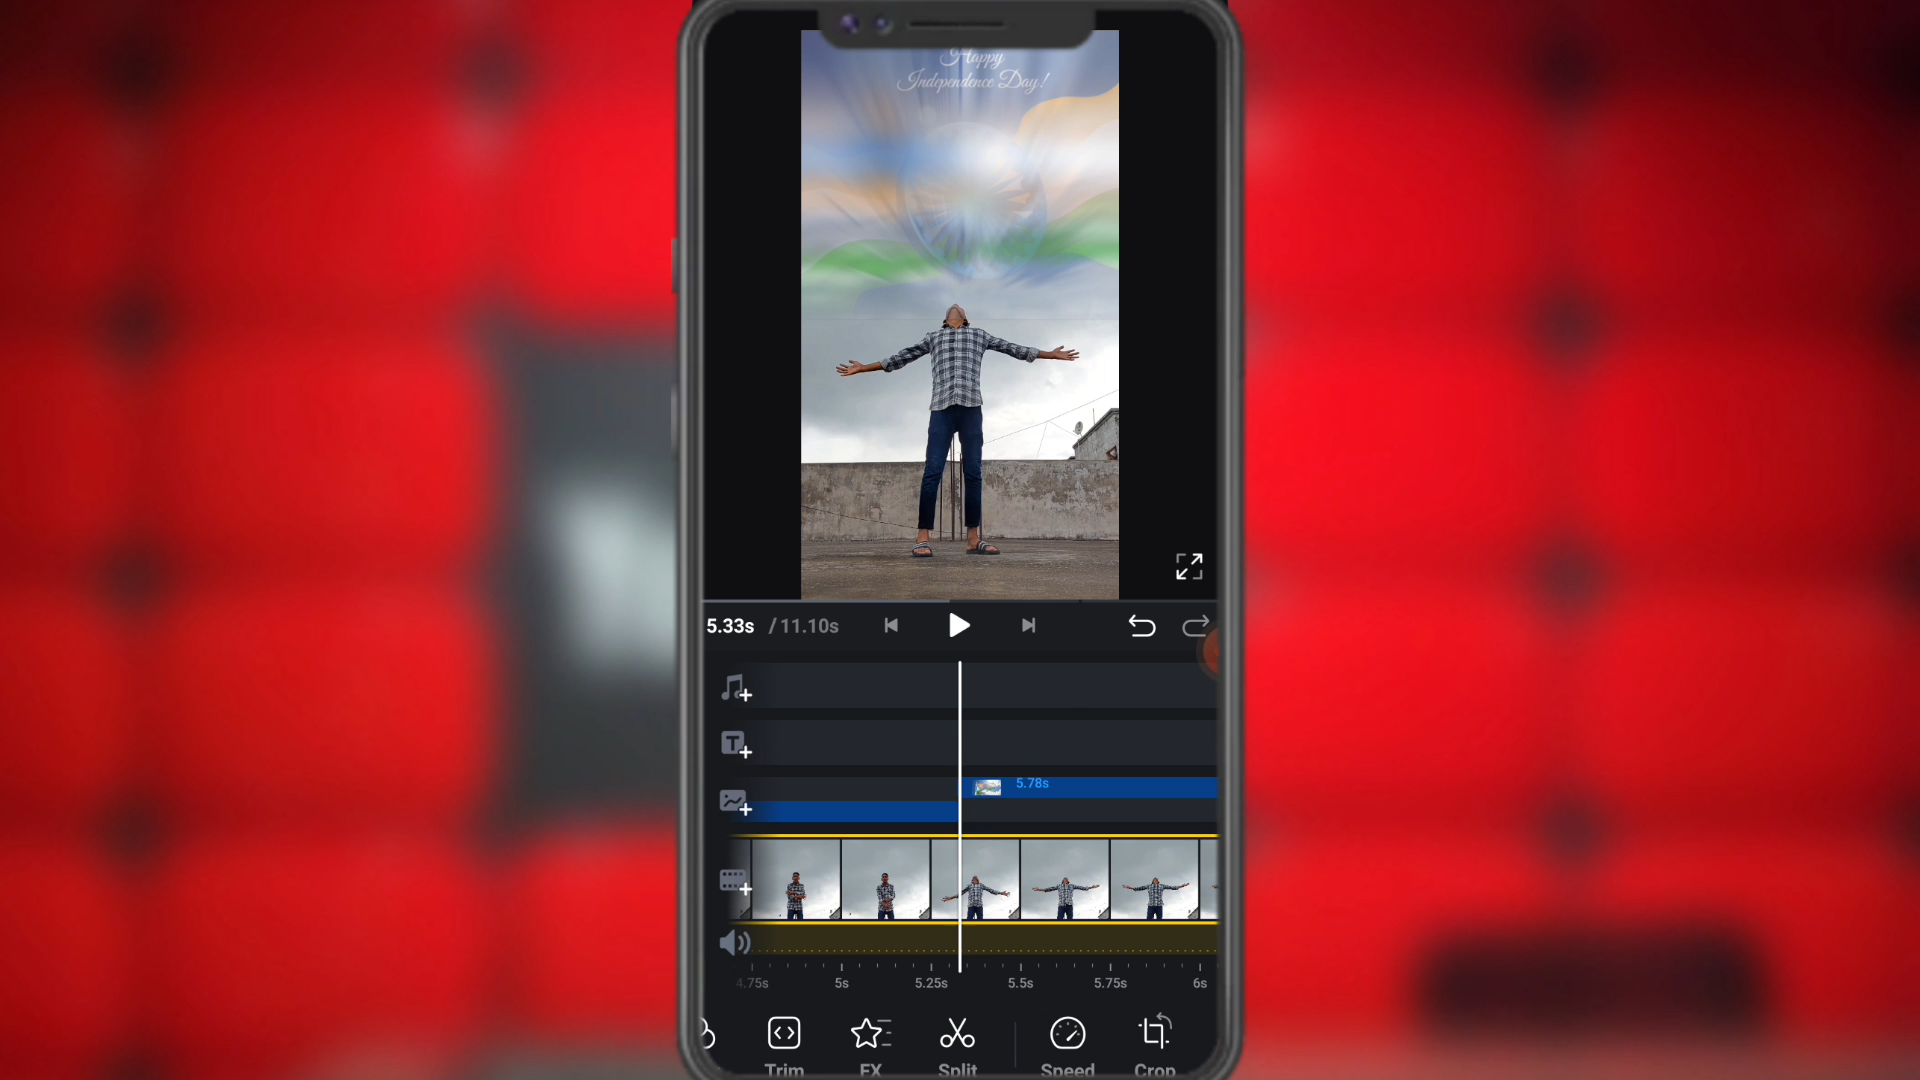 Happy
Independence Day!
5.33s / 11.10s
T
5.78s
4.75s 5s 5.25s 5.5s 5.75s 6s
Trim FX Split Speed Crop